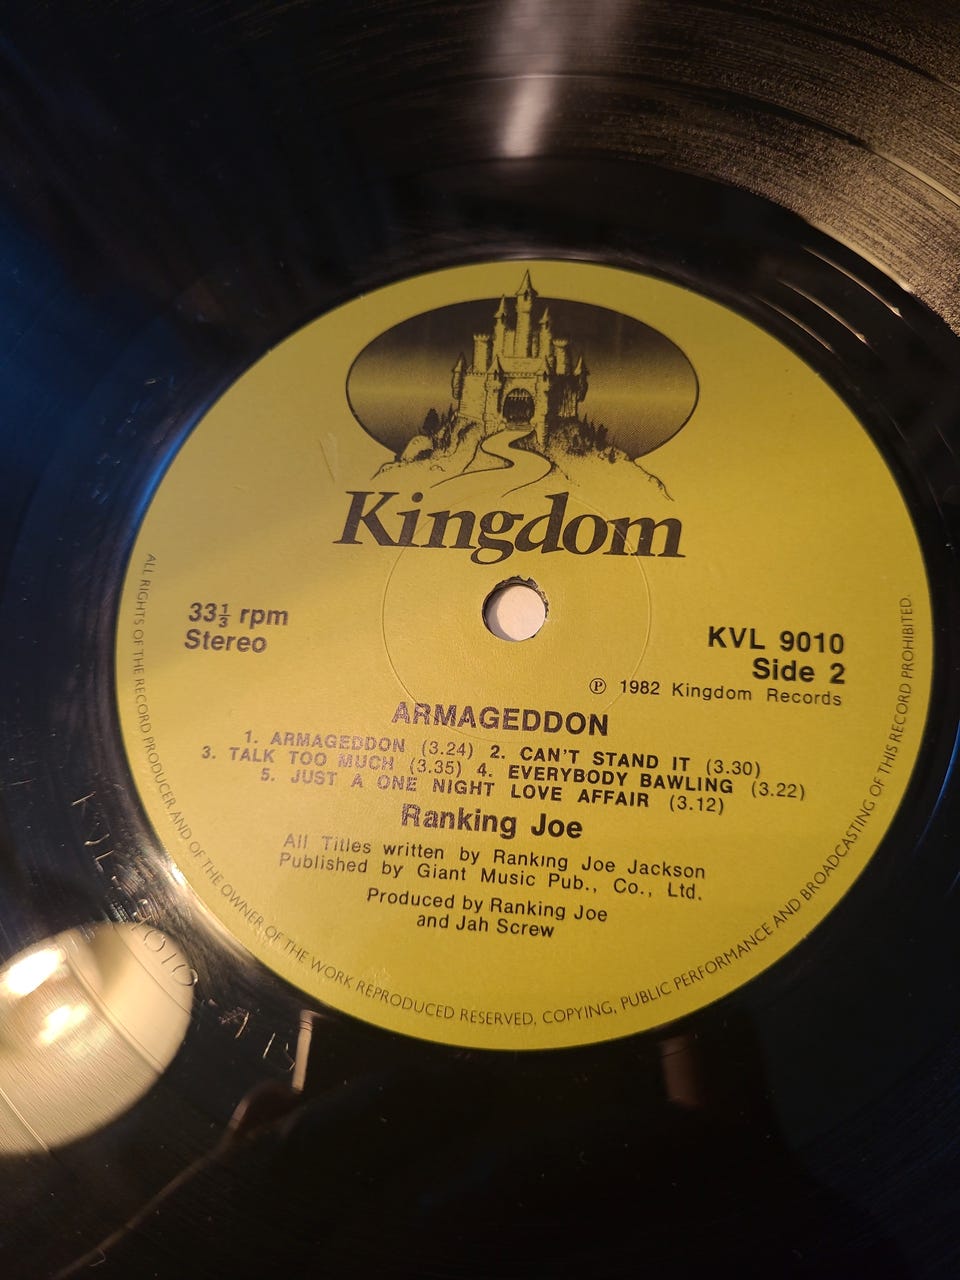 Kingdom
33⅓ rpm
Stereo
KVL 9010
Side 2
℗ 1982 Kingdom Records
ARMAGEDDON
1. ARMAGEDDON (3.24) 2. CAN'T STAND IT (3.30)
3. TALK TOO MUCH (3.35) 4. EVERYBODY BAWLING (3.22)
5. JUST A ONE NIGHT LOVE AFFAIR (3.12)
Ranking Joe
All Titles written by Ranking Joe Jackson
Published by Giant Music Pub., Co., Ltd.
Produced by Ranking Joe
and Jah Screw
ALL RIGHTS OF THE RECORD PRODUCER AND OF THE OWNER OF THE WORK REPRODUCED RESERVED. COPYING, PUBLIC PERFORMANCE AND BROADCASTING OF THIS RECORD PROHIBITED.